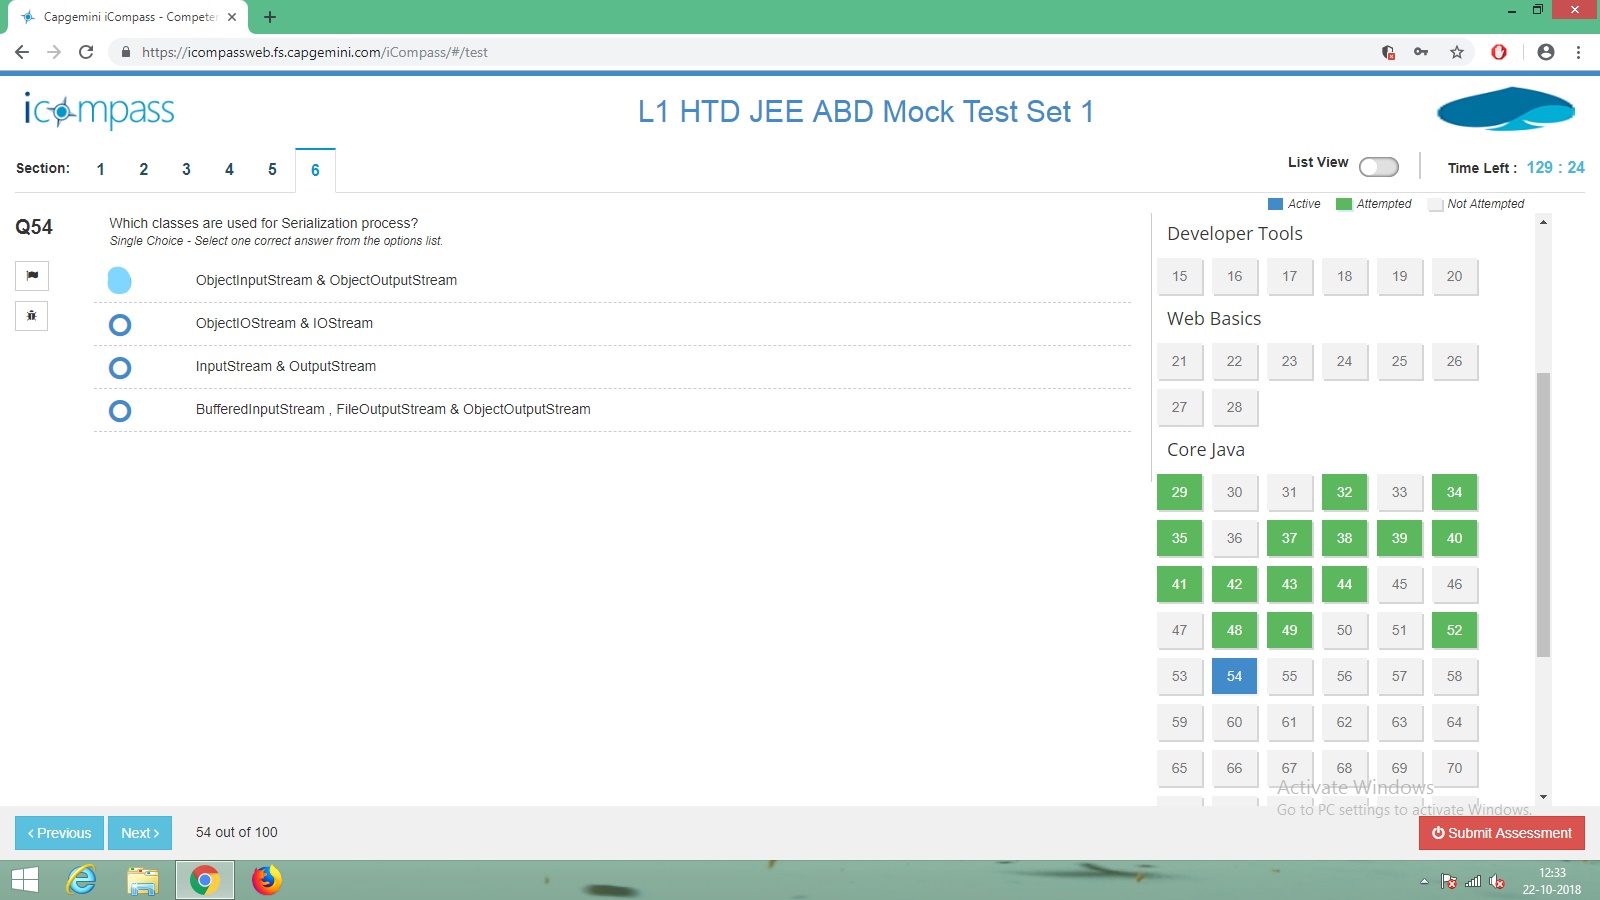 Capgemini iCompass - Competen
https://icompassweb.fs.capgemini.com/iCompass/#/test
icompass
L1 HTD JEE ABD Mock Test Set 1
Section: 1 2 3 4 5 6
List View
Time Left : 129 : 24
Active Attempted Not Attempted
Q54
Which classes are used for Serialization process?
Single Choice - Select one correct answer from the options list.
ObjectInputStream & ObjectOutputStream
ObjectIOStream & IOStream
InputStream & OutputStream
BufferedInputStream , FileOutputStream & ObjectOutputStream
Developer Tools
15 16 17 18 19 20
Web Basics
21 22 23 24 25 26
27 28
Core Java
29 30 31 32 33 34
35 36 37 38 39 40
41 42 43 44 45 46
47 48 49 50 51 52
53 54 55 56 57 58
59 60 61 62 63 64
65 66 67 68 69 70
Activate Windows
Go to PC settings to activate Windows.
Previous
Next
54 out of 100
Submit Assessment
12:33
22-10-2018